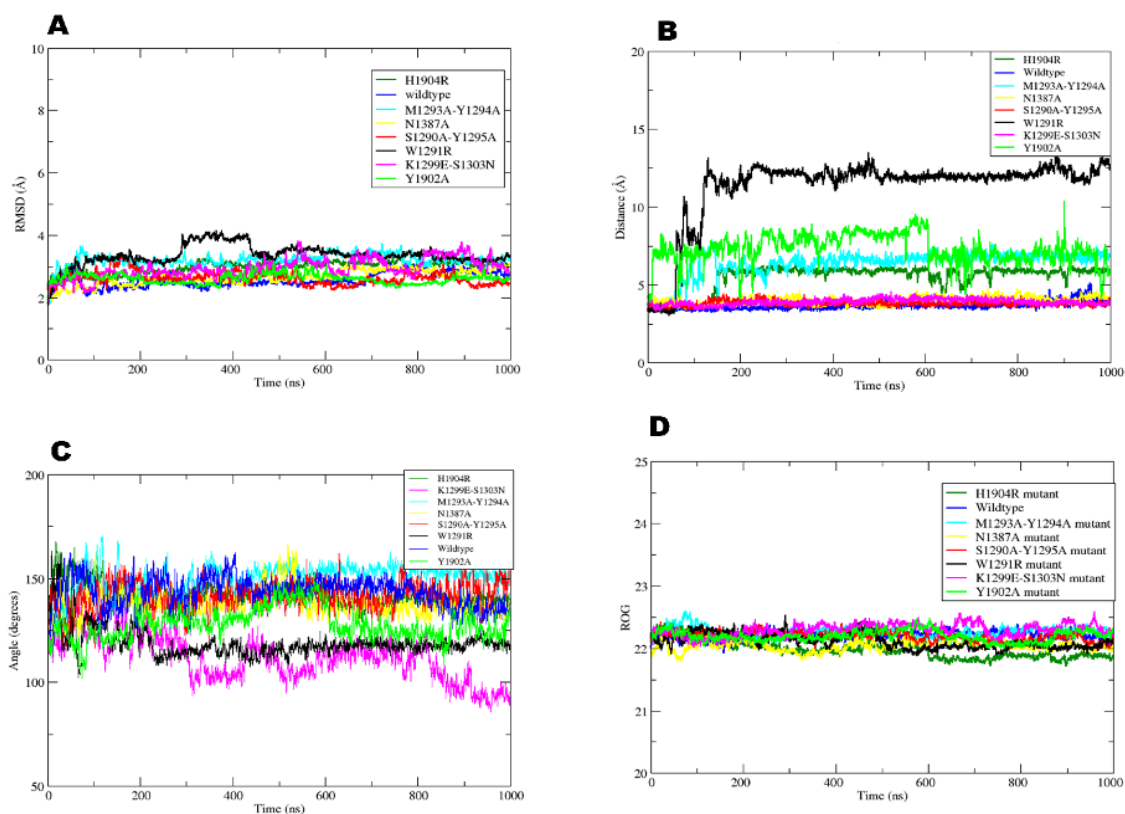 A
10
8
6
4
2
0
RMSD (Å)
H1904R
wildtype
M1293A-Y1294A
N1387A
S1290A-Y1295A
W1291R
K1299E-S1303N
Y1902A
0 200 400 600 800 1000
Time (ns)
B
20
15
10
5
0
Distance (Å)
H1904R
Wildtype
M1293A-Y1294A
N1387A
S1290A-Y1295A
W1291R
K1299E-S1303N
Y1902A
0 200 400 600 800 1000
Time (ns)
C
200
150
100
50
Angle (degrees)
H1904R
K1299E-S1303N
M1293A-Y1294A
N1387A
S1290A-Y1295A
W1291R
Wildtype
Y1902A
0 200 400 600 800 1000
Time (ns)
D
25
24
23
22
21
20
ROG
H1904R mutant
Wildtype
M1293A-Y1294A mutant
N1387A mutant
S1290A-Y1295A mutant
W1291R mutant
K1299E-S1303N mutant
Y1902A mutant
0 200 400 600 800 1000
Time (ns)